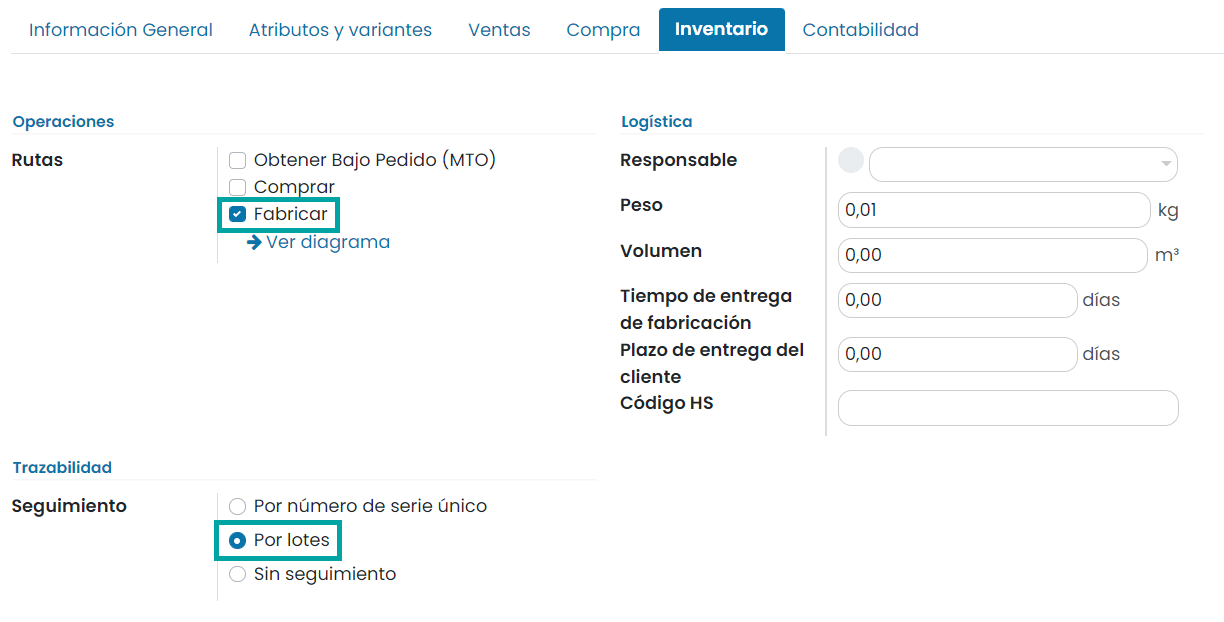 Información General Atributos y variantes Ventas Compra Inventario Contabilidad
Operaciones
Rutas
Obtener Bajo Pedido (MTO)
Comprar
Fabricar
Ver diagrama
Logística
Responsable
Peso 0,01 kg
Volumen 0,00 m³
Tiempo de entrega
de fabricación
0,00 días
Plazo de entrega del
cliente
0,00 días
Código HS
Trazabilidad
Seguimiento
Por número de serie único
Por lotes
Sin seguimiento